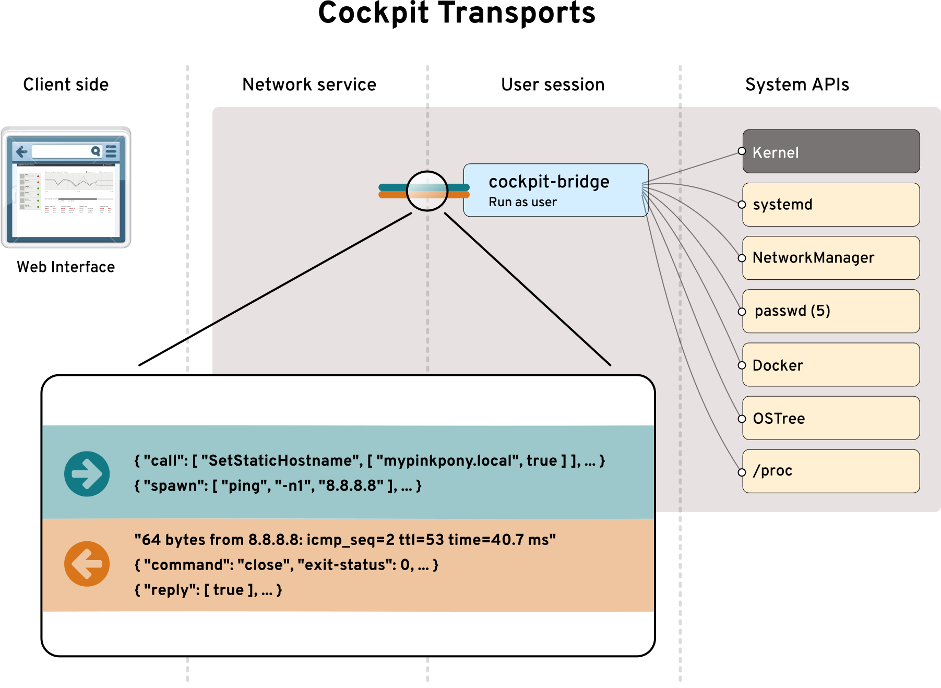 Cockpit Transports
Client side
Network service
User session
System APIs
Web Interface
cockpit-bridge
Run as user
Kernel
systemd
NetworkManager
passwd (5)
Docker
OSTree
/proc
{ "call": [ "SetStaticHostname", [ "mypinkpony.local", true ] ], ... }
{ "spawn": [ "ping", "-n1", "8.8.8.8" ], ... }
"64 bytes from 8.8.8.8: icmp_seq=2 ttl=53 time=40.7 ms"
{ "command": "close", "exit-status": 0, ... }
{ "reply": [ true ], ... }